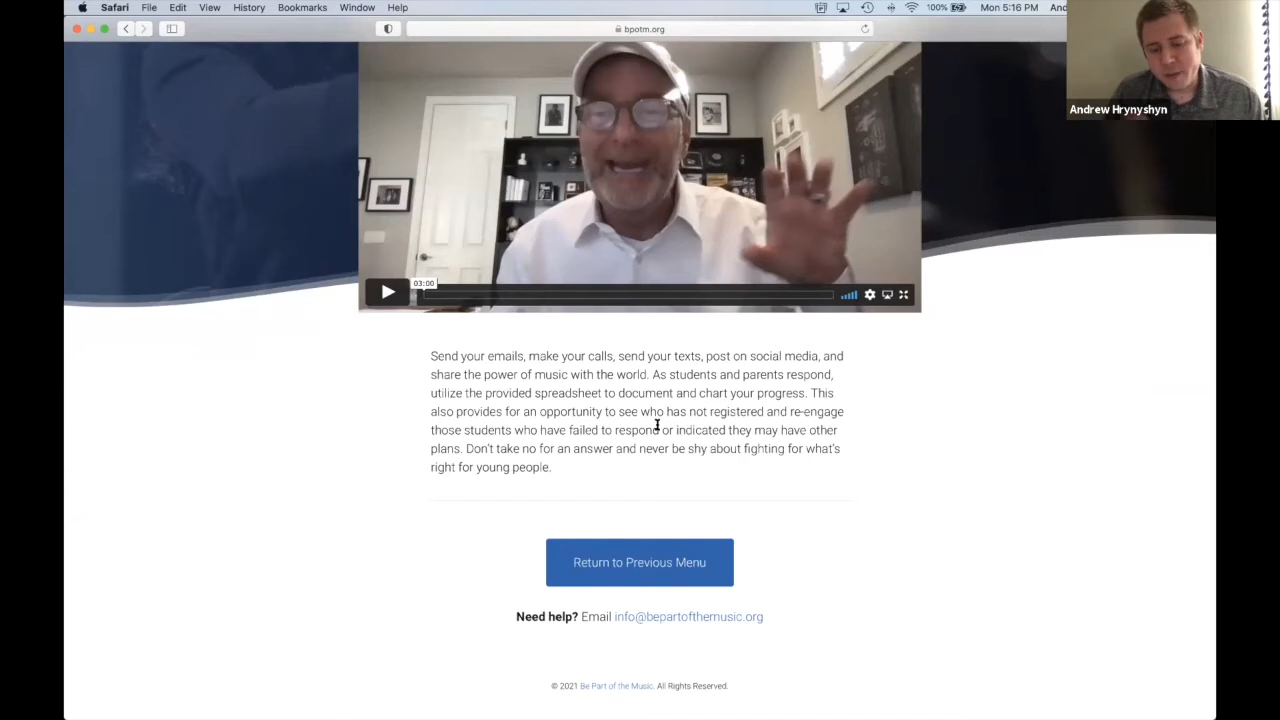 Safari File Edit View History Bookmarks Window Help
100% Mon 5:16 PM
bpotm.org
Andrew Hrynyshyn
03:00
Send your emails, make your calls, send your texts, post on social media, and
share the power of music with the world. As students and parents respond,
utilize the provided spreadsheet to document and chart your progress. This
also provides for an opportunity to see who has not registered and re-engage
those students who have failed to respond or indicated they may have other
plans. Don't take no for an answer and never be shy about fighting for what's
right for young people.
Return to Previous Menu
Need help? Email info@bepartofthemusic.org
© 2021 Be Part of the Music. All Rights Reserved.